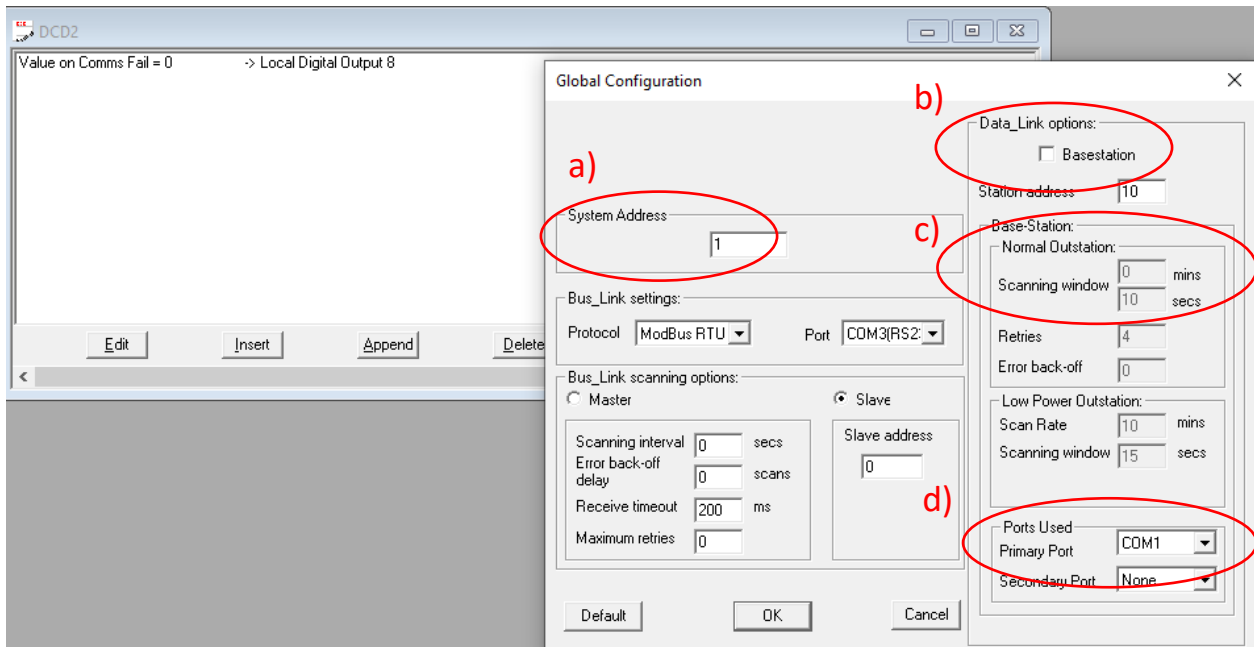 DCD2
Value on Comms Fail = 0 -> Local Digital Output 8
Edit Insert Append Delete
Global Configuration
a)
System Address
1
Bus_Link settings:
Protocol ModBus RTU Port COM3(RS2:
Bus_Link scanning options:
Master Slave
Scanning interval 0 secs
Error back-off
delay 0 scans
Receive timeout 200 ms
Maximum retries 0
Slave address
0
Default OK Cancel
b)
Data_Link options:
Basestation
Station address 10
c)
Base-Station:
Normal Outstation:
Scanning window 0 mins
10 secs
Retries 4
Error back-off 0
Low Power Outstation:
Scan Rate 10 mins
Scanning window 15 secs
d)
Ports Used
Primary Port COM1
Secondary Port None